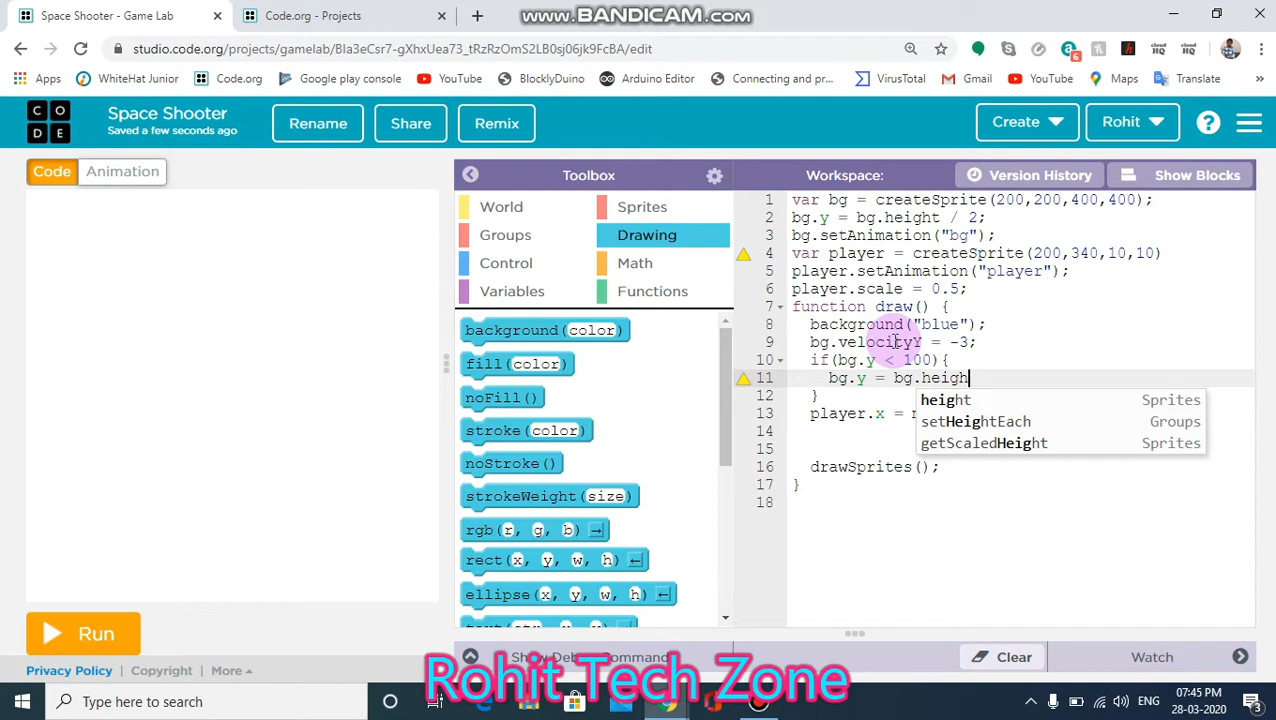 Space Shooter - Game Lab
Code.org - Projects
www.BANDICAM.com
studio.code.org/projects/gamelab/BIa3eCsr7-gXhxUea73_tRzRzOmS2LB0sj06jk9FcBA/edit
6
cloud HQ
cloud HQ
Apps
WhiteHat Junior
Code.org
Google play console
YouTube
BlocklyDuino
Arduino Editor
Connecting and pr...
VirusTotal
Gmail
YouTube
Maps
Translate
C O D E
Space Shooter
Saved a few seconds ago
Rename
Share
Remix
Create
Rohit
?
Code
Animation
Toolbox
Workspace:
Version History
Show Blocks
World
Sprites
Groups
Drawing
Control
Math
Variables
Functions
background(color)
fill(color)
noFill()
stroke(color)
noStroke()
strokeWeight(size)
rgb(r, g, b)
rect(x, y, w, h)
ellipse(x, y, w, h)
1 var bg = createSprite(200,200,400,400);
2 bg.y = bg.height / 2;
3 bg.setAnimation("bg");
4 var player = createSprite(200,340,10,10)
5 player.setAnimation("player");
6 player.scale = 0.5;
7 function draw() {
8 background("blue");
9 bg.velocityY = -3;
10 if(bg.y < 100){
11 bg.y = bg.heigh
12 }
13 player.x =
14
15
16 drawSprites();
17 }
18
height Sprites
setHeightEach Groups
getScaledHeight Sprites
Run
Privacy Policy
Copyright
More
Clear
Watch
Rohit Tech Zone
Type here to search
ENG
07:45 PM
28-03-2020
3